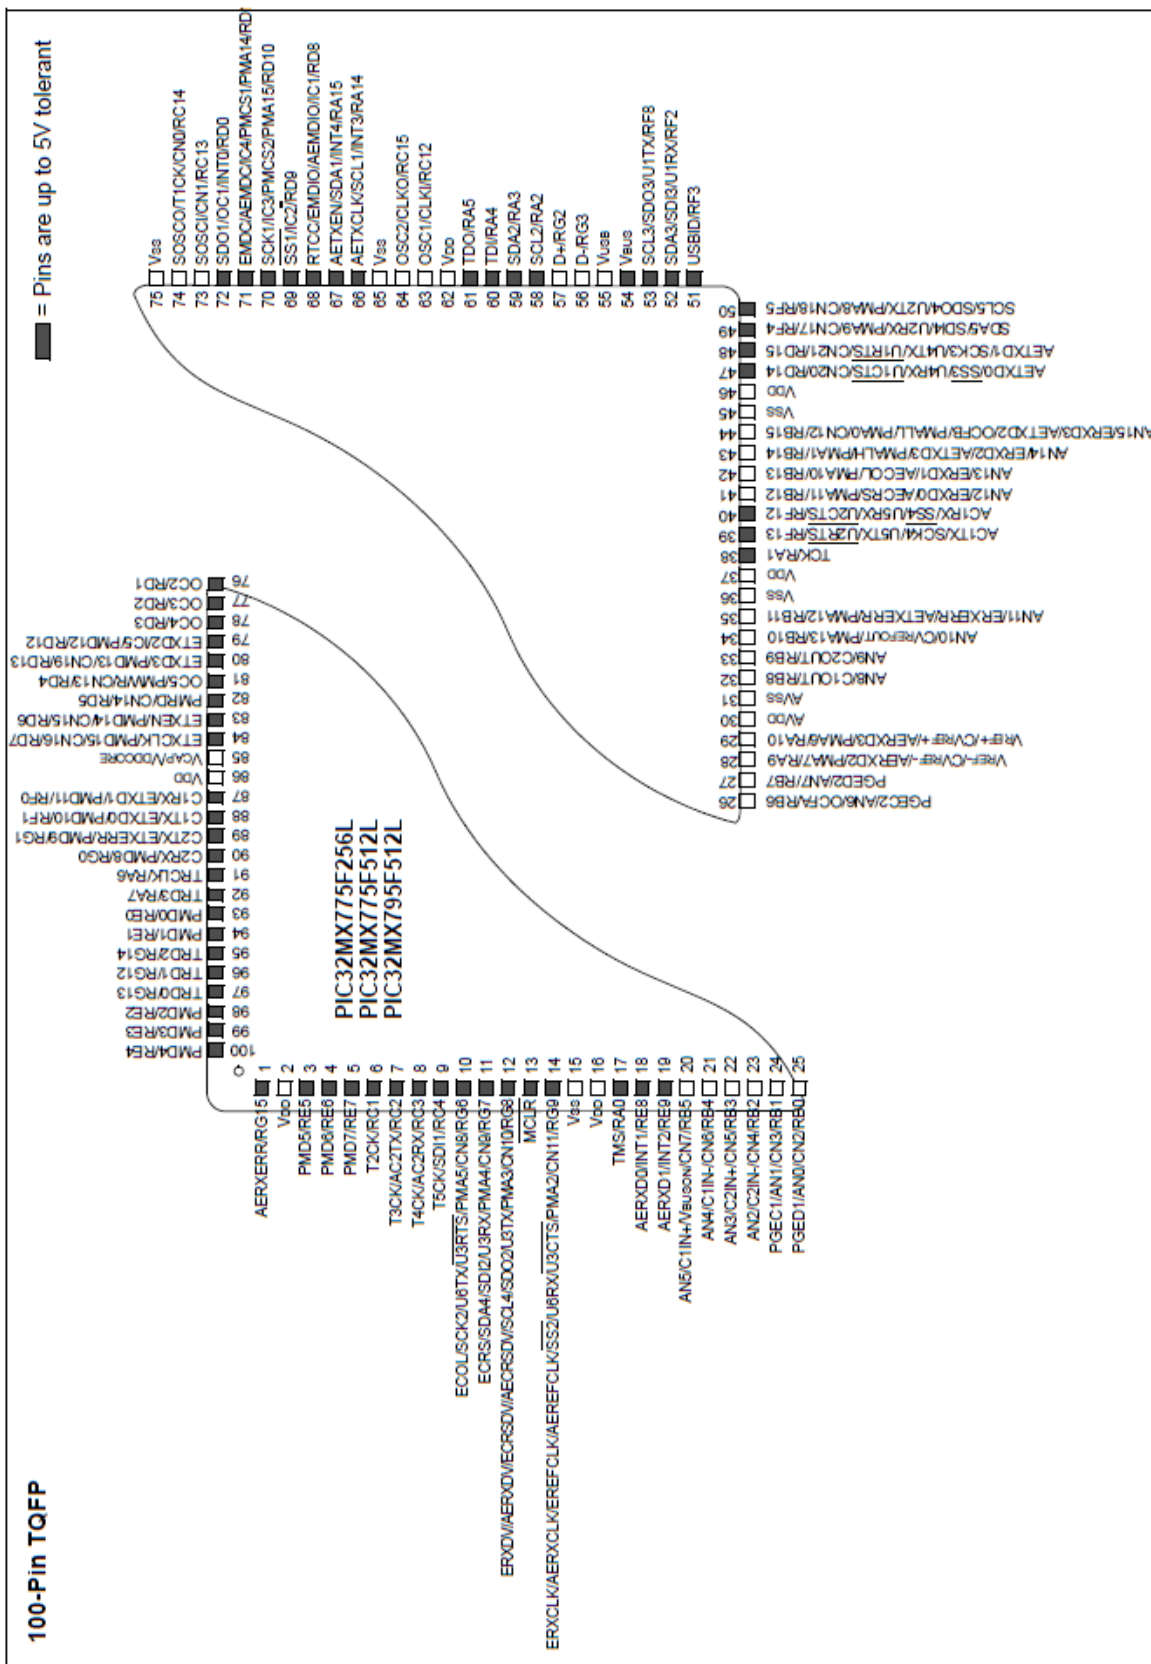 100-Pin TQFP
= Pins are up to 5V tolerant
PIC32MX775F256L
PIC32MX775F512L
PIC32MX795F512L
AERXERR/RG15 1
VDD 2
PMD5/RE5 3
PMD6/RE6 4
PMD7/RE7 5
T2CK/RC1 6
T3CK/AC2TX/RC2 7
T4CK/AC2RX/RC3 8
T5CK/SDI1/RC4 9
ECOL/SCK2/U6TX/U3RTS/PMA5/CN8/RG6 10
ECRS/SDA4/SDI2/U3RX/PMA4/CN9/RG7 11
ERXDV/AERXDV/ECRSDV/AECRSDV/SCL4/SDO2/U3TX/PMA3/CN10/RG8 12
MCLR 13
ERXCLK/AERXCLK/EREFCLK/AEREFCLK/SS2/U6RX/U3CTS/PMA2/CN11/RG9 14
VSS 15
VDD 16
TMS/RA0 17
AERXD0/INT1/RE8 18
AERXD1/INT2/RE9 19
AN5/C1IN+/VBUSON/CN7/RB5 20
AN4/C1IN-/CN6/RB4 21
AN3/C2IN+/CN5/RB3 22
AN2/C2IN-/CN4/RB2 23
PGEC1/AN1/CN3/RB1 24
PGED1/AN0/CN2/RB0 25
26 PGEC2/AN6/OCFA/RB6
27 PGED2/AN7/RB7
28 VREF-/CVREF-/AERXD2/PMA7/RA9
29 VREF+/CVREF+/AERXD3/PMA6/RA10
30 AVDD
31 AVSS
32 AN8/C1OUT/RB8
33 AN9/C2OUT/RB9
34 AN10/CVREFOUT/PMA13/RB10
35 AN11/ERXERR/AETXERR/PMA12/RB11
36 VSS
37 VDD
38 TCK/RA1
39 AC1TX/SCK4/U5TX/U2RTS/RF13
40 AC1RX/SS4/U5RX/U2CTS/RF12
41 AN12/ERXD0/AECRS/PMA11/RB12
42 AN13/ERXD1/AECOL/PMA10/RB13
43 AN14/ERXD2/AETXD3/PMALH/PMA1/RB14
44 AN15/ERXD3/AETXD2/OCFB/PMALL/PMA0/CN12/RB15
45 VSS
46 VDD
47 AETXD0/SS3/U4RX/U1CTS/CN20/RD14
48 AETXD1/SCK3/U4TX/U1RTS/CN21/RD15
49 SDA5/SDI4/U2RX/PMA9/CN17/RF4
50 SCL5/SDO4/U2TX/PMA8/CN18/RF5
75 VSS
74 SOSCO/T1CK/CN0/RC14
73 SOSCI/CN1/RC13
72 SDO1/OC1/INT0/RD0
71 EMDC/AEMDC/IC4/PMCS1/PMA14/RD1
70 SCK1/IC3/PMCS2/PMA15/RD10
69 SS1/IC2/RD9
68 RTCC/EMDIO/AEMDIO/IC1/RD8
67 AETXEN/SDA1/INT4/RA15
66 AETXCLK/SCL1/INT3/RA14
65 VSS
64 OSC2/CLKO/RC15
63 OSC1/CLKI/RC12
62 VDD
61 TDO/RA5
60 TDI/RA4
59 SDA2/RA3
58 SCL2/RA2
57 D+/RG2
56 D-/RG3
55 VUSB
54 VBUS
53 SCL3/SDO3/U1TX/RF8
52 SDA3/SDI3/U1RX/RF2
51 USBID/RF3
OC2/RD1 76
OC3/RD2 77
OC4/RD3 78
ETXD2/IC5/PMD12/RD12 79
ETXD3/PMD13/CN19/RD13 80
OC5/PMWR/CN13/RD4 81
PMRD/CN14/RD5 82
ETXEN/PMD14/CN15/RD6 83
ETXCLK/PMD15/CN16/RD7 84
VCAP/VDDCORE 85
VDD 86
C1RX/ETXD1/PMD11/RF0 87
C1TX/ETXD0/PMD10/RF1 88
C2TX/ETXERR/PMD9/RG1 89
C2RX/PMD8/RG0 90
TRCLK/RA6 91
TRD3/RA7 92
PMD0/RE0 93
PMD1/RE1 94
TRD2/RG14 95
TRD1/RG12 96
TRD0/RG13 97
PMD2/RE2 98
PMD3/RE3 99
PMD4/RE4 100